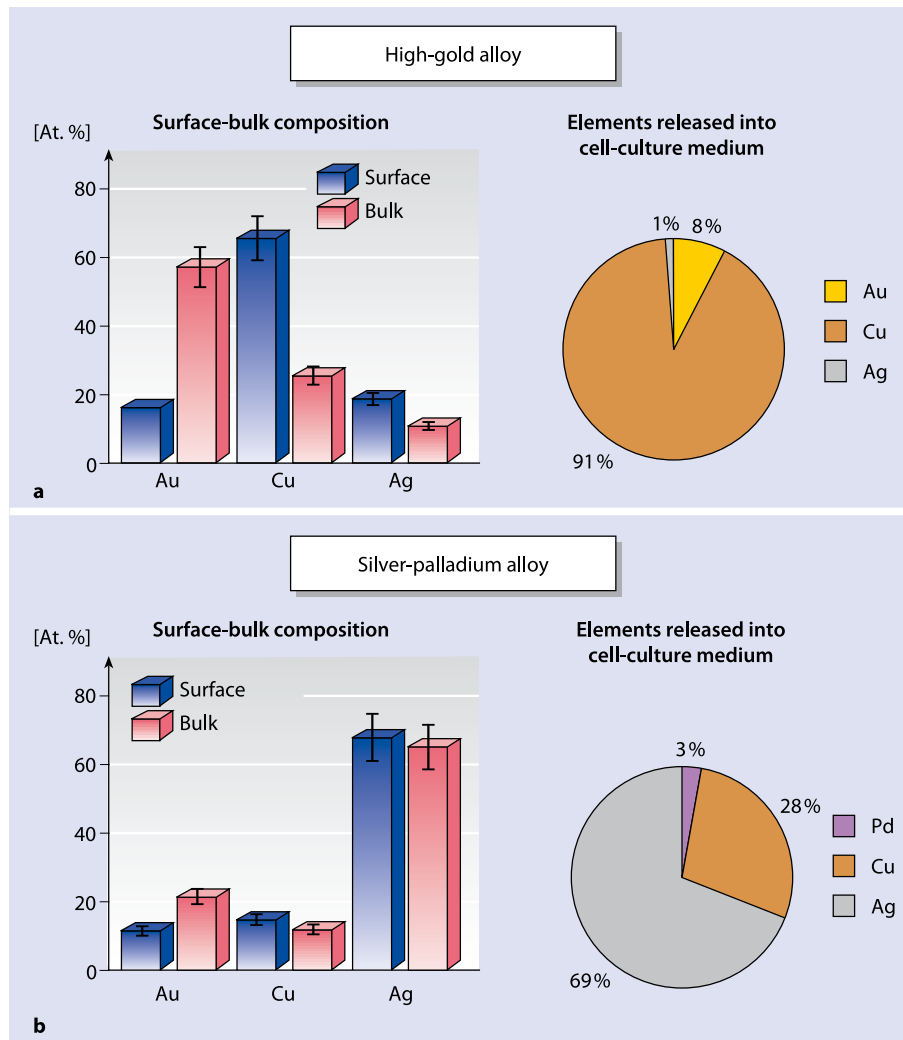 High-gold alloy
Surface-bulk composition
[At. %]
80
60
40
20
0
Surface
Bulk
Au Cu Ag
Elements released into
cell-culture medium
1% 8%
91%
Au
Cu
Ag
a
Silver-palladium alloy
Surface-bulk composition
[At. %]
80
60
40
20
0
Surface
Bulk
Au Cu Ag
Elements released into
cell-culture medium
3%
28%
69%
Pd
Cu
Ag
b